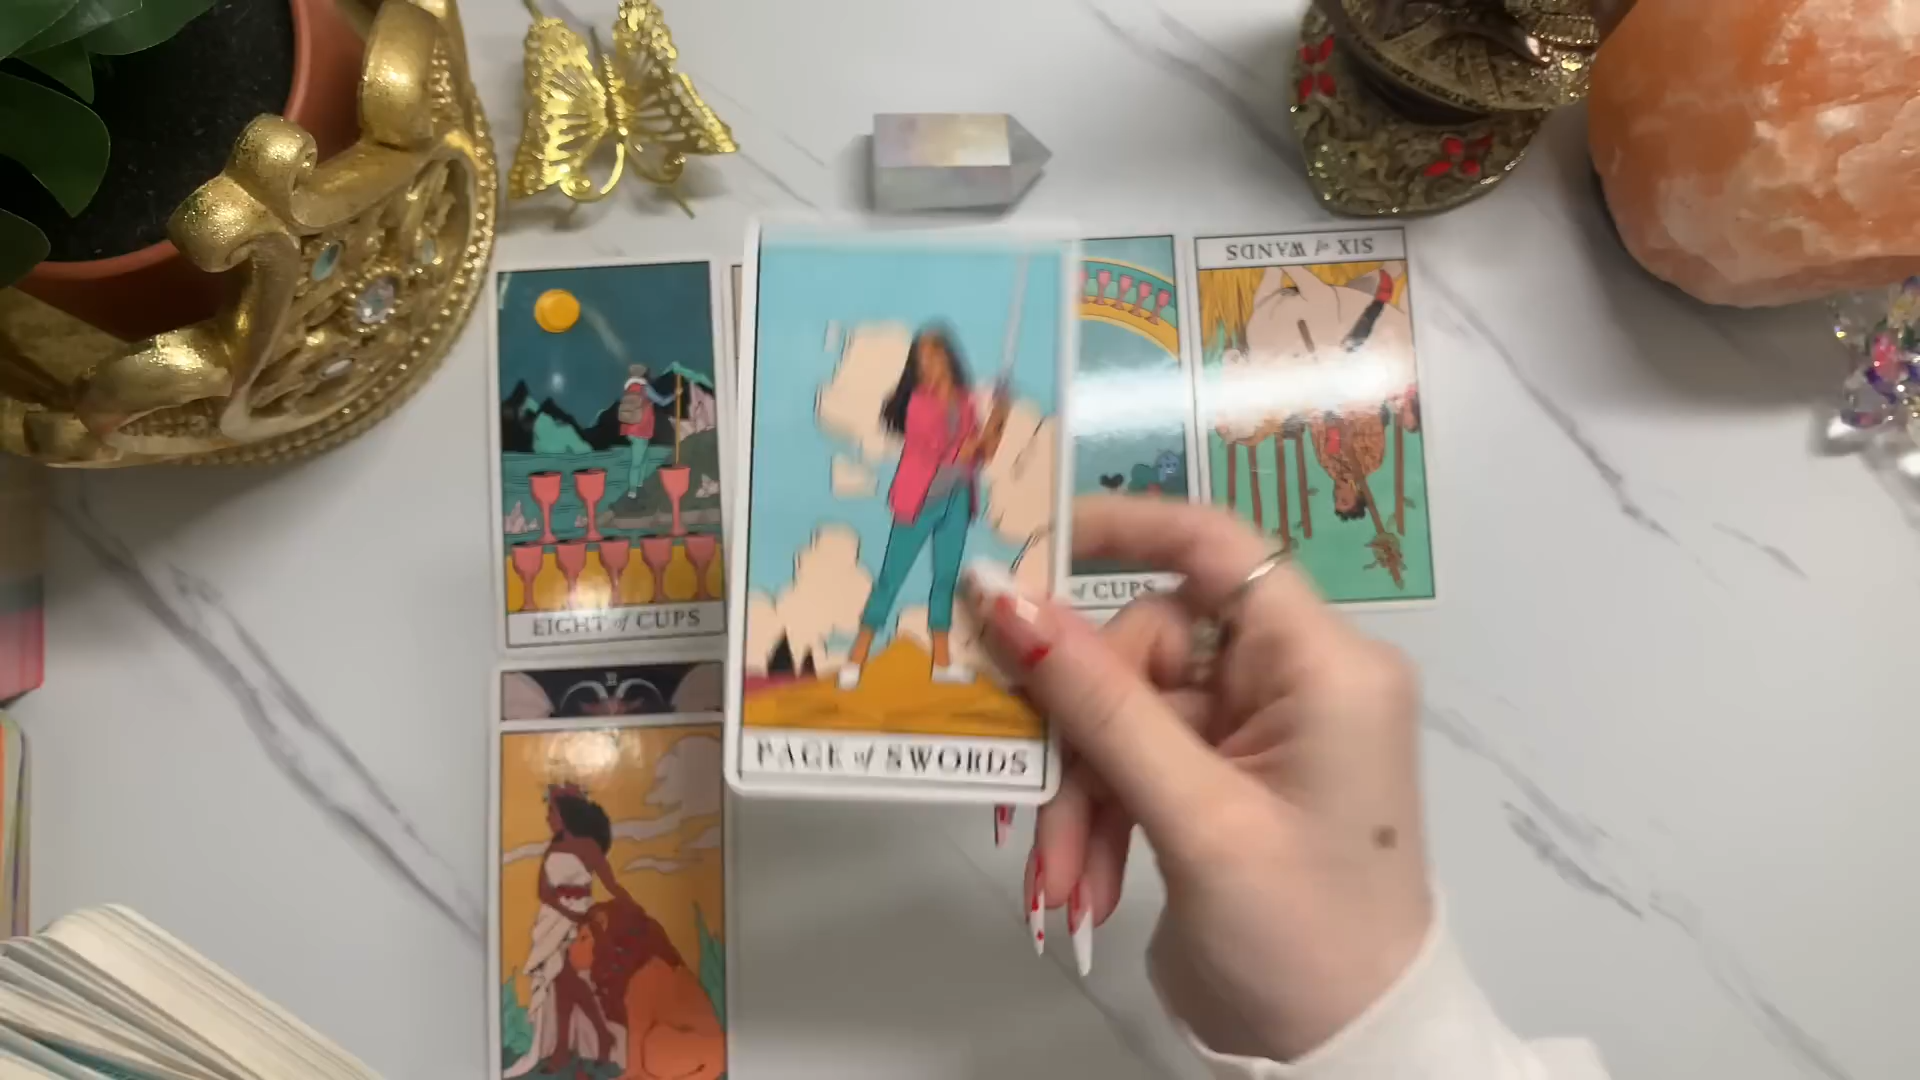 SIX of WANDS
EIGHT of CUPS
of CUPS
PAGE of SWORDS